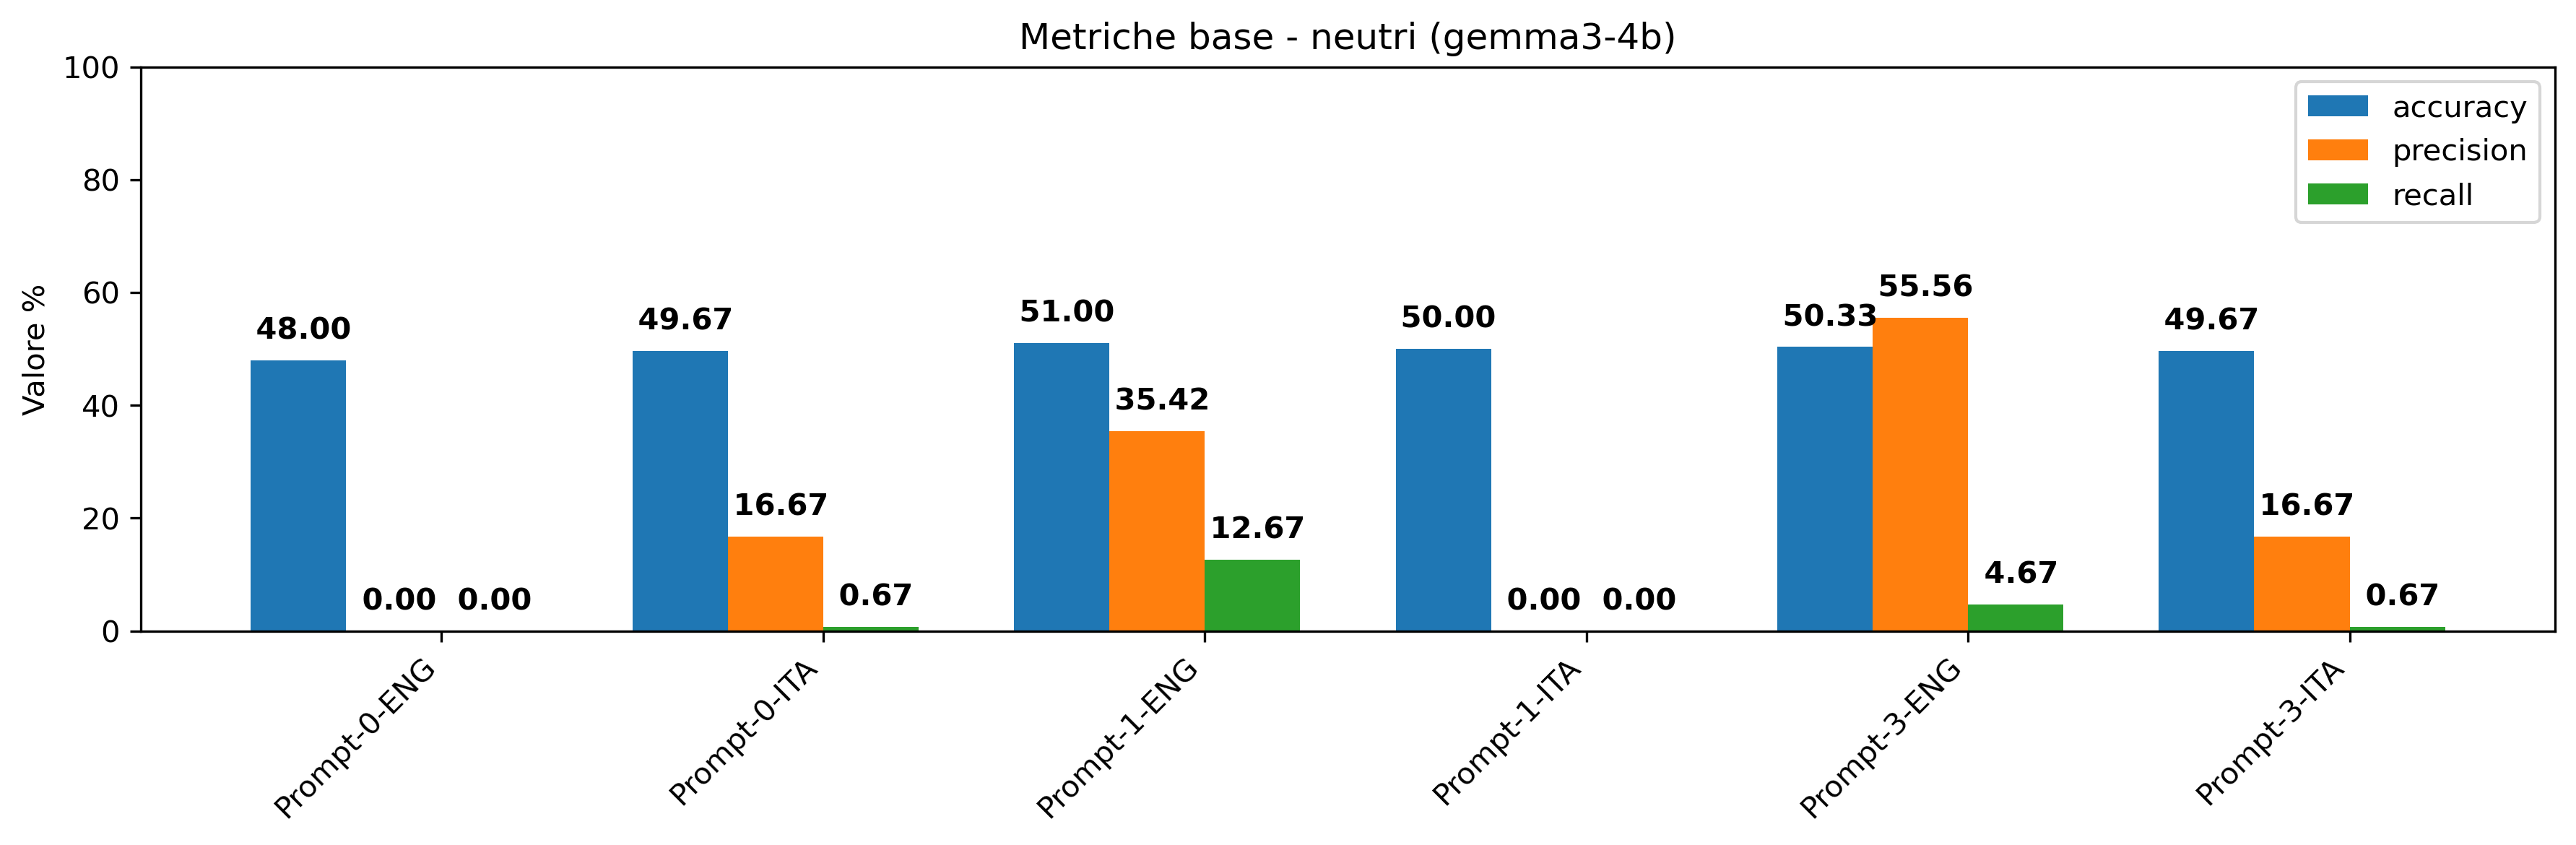 Metriche base - neutri (gemma3-4b)
Valore %
100
80
60
40
20
0
accuracy
precision
recall
48.00
0.00
0.00
49.67
16.67
0.67
51.00
35.42
12.67
50.00
0.00
0.00
50.33
55.56
4.67
49.67
16.67
0.67
Prompt-0-ENG
Prompt-0-ITA
Prompt-1-ENG
Prompt-1-ITA
Prompt-3-ENG
Prompt-3-ITA